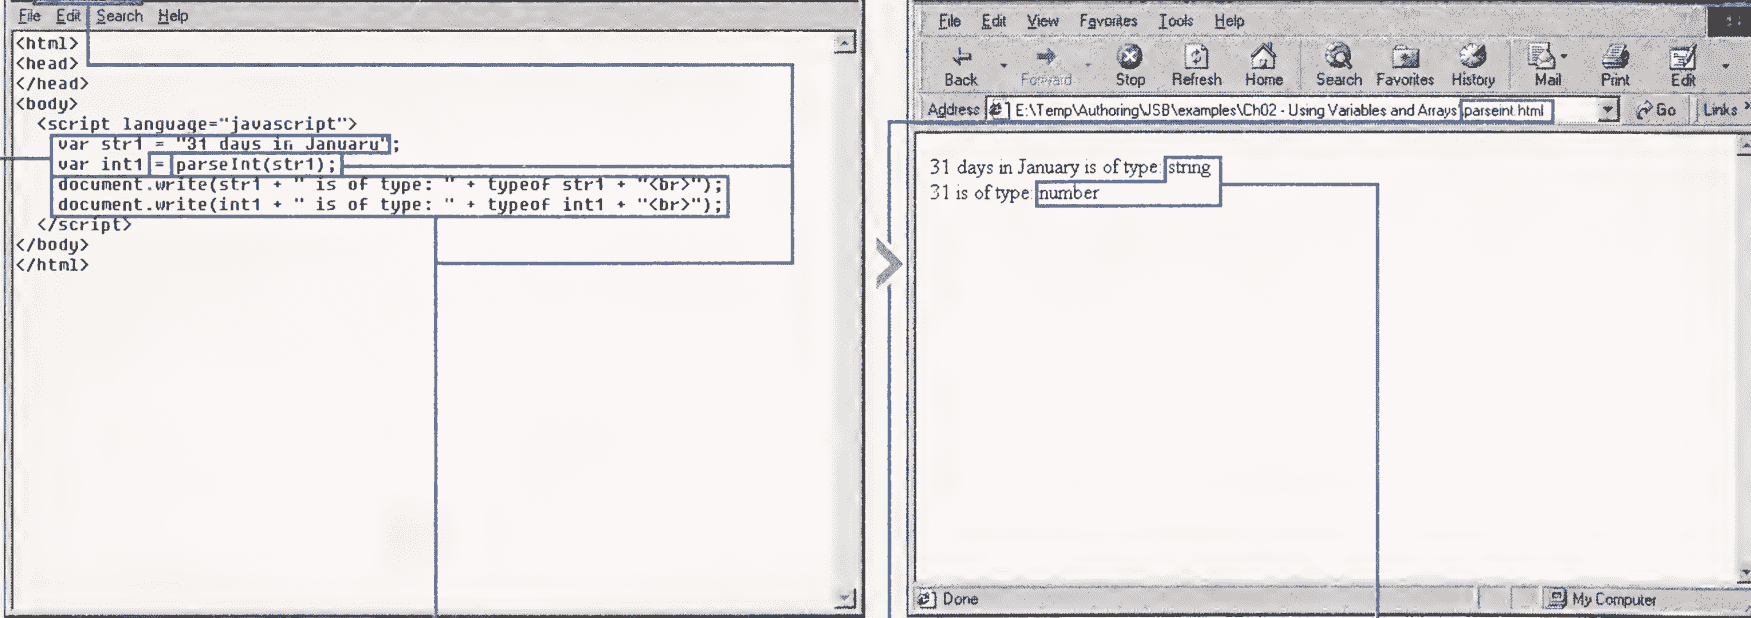 File Edit Search Help
<html>
<head>
</head>
<body>
<script language="javascript">
var str1 = "31 days in January";
var int1 = parseInt(str1);
document.write(str1 + " is of type: " + typeof str1 + "<br>");
document.write(int1 + " is of type: " + typeof int1 + "<br>");
</script>
</body>
</html>
File Edit View Favorites Tools Help
Back Forward Stop Refresh Home Search Favorites History Mail Print Edit
Address E:\Temp\Authoring\JSB\examples\Ch02 - Using Variables and Arrays\parseint.html Go Links »
31 days in January is of type: string
31 is of type: number
Done My Computer